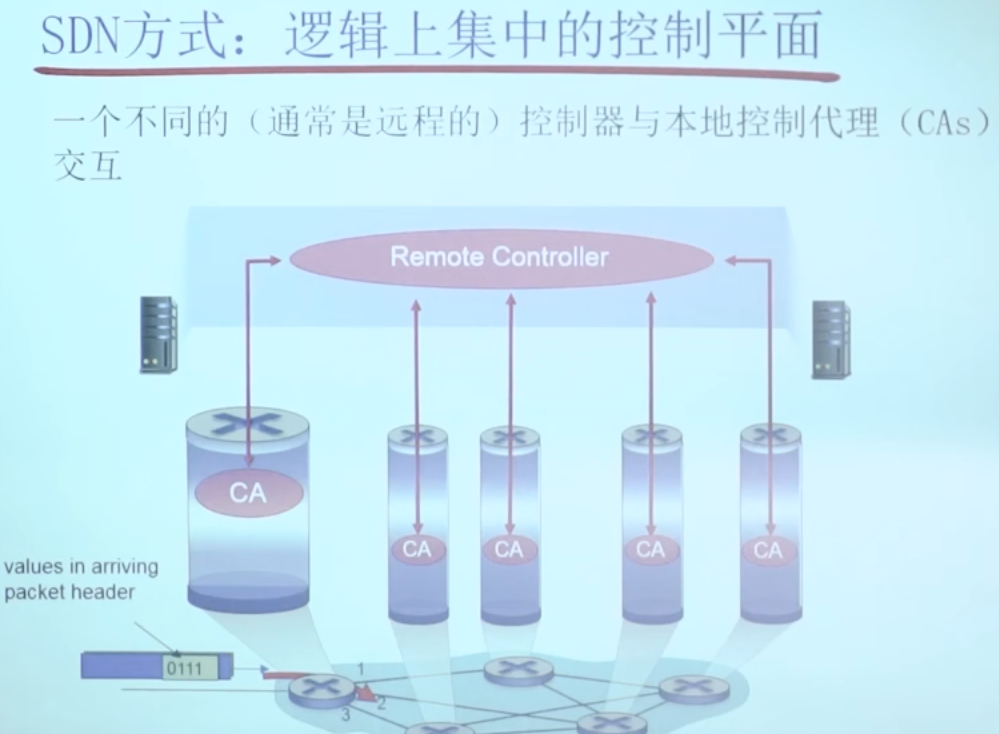 SDN方式：逻辑上集中的控制平面
一个不同的（通常是远程的）控制器与本地控制代理（CAs）
交互
Remote Controller
CA
CA
CA
CA
CA
values in arriving
packet header
0111
1
2
3